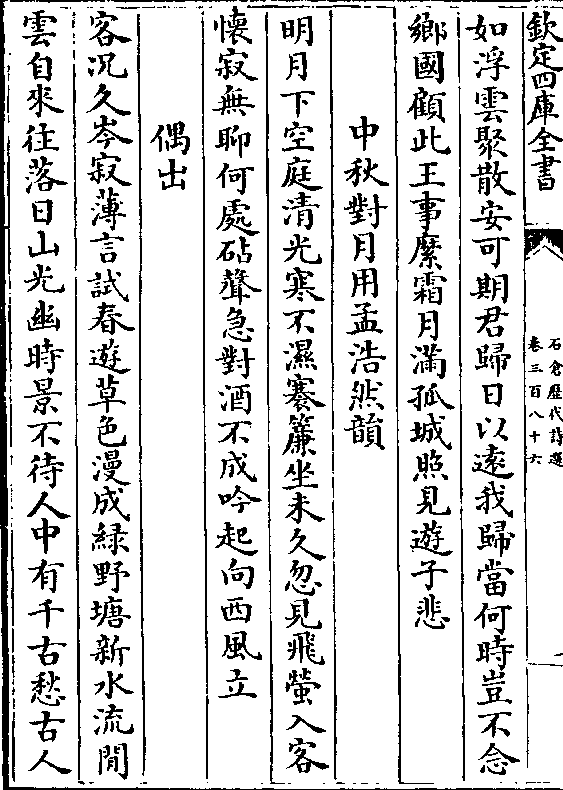 欽定四庫全書
石倉歷代詩選
卷三百八十六
如浮雲聚散安可期君歸日以遠我歸當何時豈不念
鄉國顧此王事縻霜月滿孤城照見遊子悲
中秋對月用孟浩然韻
明月下空庭清光寒不濕褰簾坐未久忽見飛螢入客
懷寂無聊何處砧聲急對酒不成吟起向西風立
偶出
客况久岑寂薄言試春遊草色漫成緑野塘新水流閒
雲自來往落日山光幽時景不待人中有千古愁古人